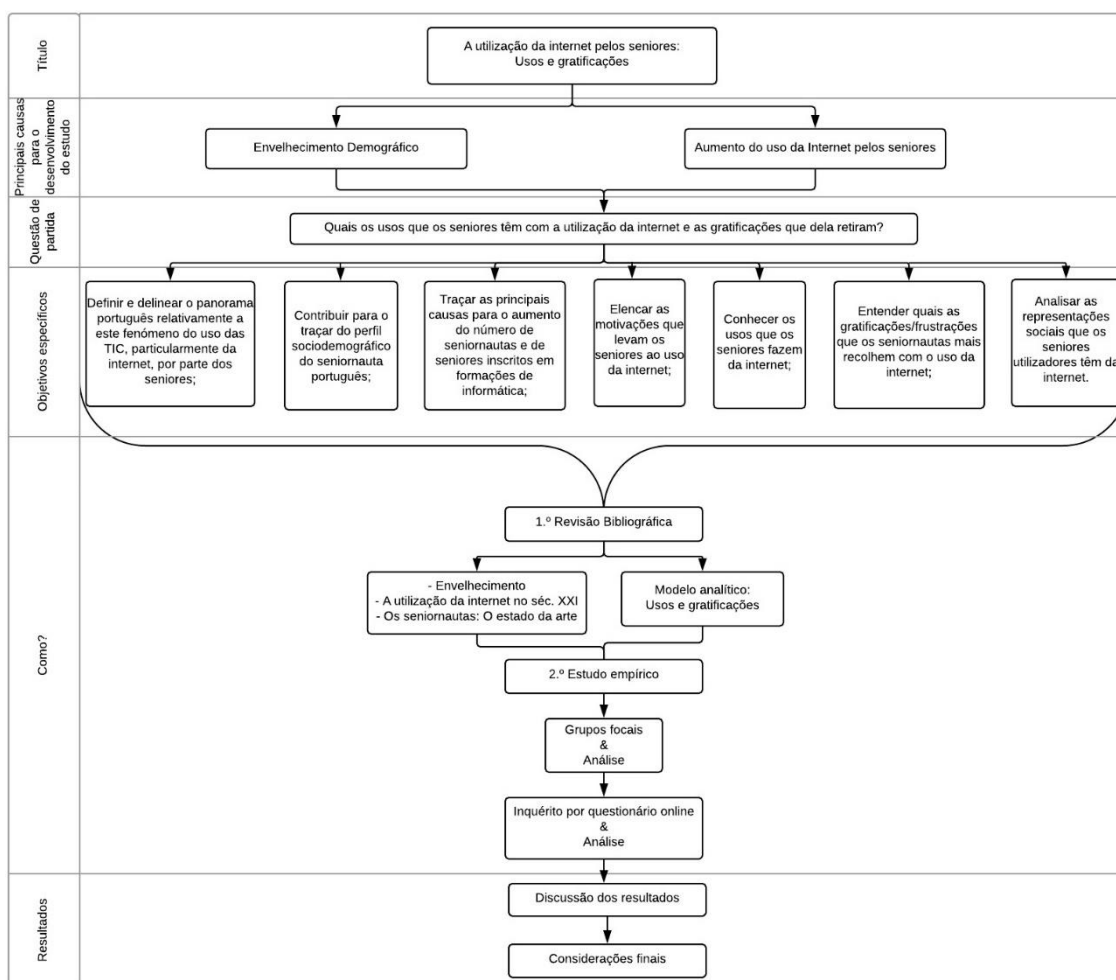 Título
A utilização da internet pelos seniores:
Usos e gratificações
Principais causas
para o
desenvolvimento
do estudo
Envelhecimento Demográfico
Aumento do uso da Internet pelos seniores
Questão de
partida
Quais os usos que os seniores têm com a utilização da internet e as gratificações que dela retiram?
Objetivos específicos
Definir e delinear o panorama
português relativamente a
este fenómeno do uso das
TIC, particularmente da
internet, por parte dos
seniores;
Contribuir para o
traçar do perfil
sociodemográfico
do seniornauta
português;
Traçar as principais
causas para o aumento
do número de
seniornautas e de
seniores inscritos em
formações de
informática;
Elencar as
motivações que
levam os
seniores ao uso
da internet;
Conhecer os
usos que os
seniores fazem
da internet;
Entender quais as
gratificações/frustrações
que os seniornautas mais
recolhem com o uso da
internet;
Analisar as
representações
sociais que os
seniores
utilizadores têm da
internet.
Como?
1.º Revisão Bibliográfica
- Envelhecimento
- A utilização da internet no séc. XXI
- Os seniornautas: O estado da arte
Modelo analítico:
Usos e gratificações
2.º Estudo empírico
Grupos focais
&
Análise
Inquérito por questionário online
&
Análise
Resultados
Discussão dos resultados
Considerações finais